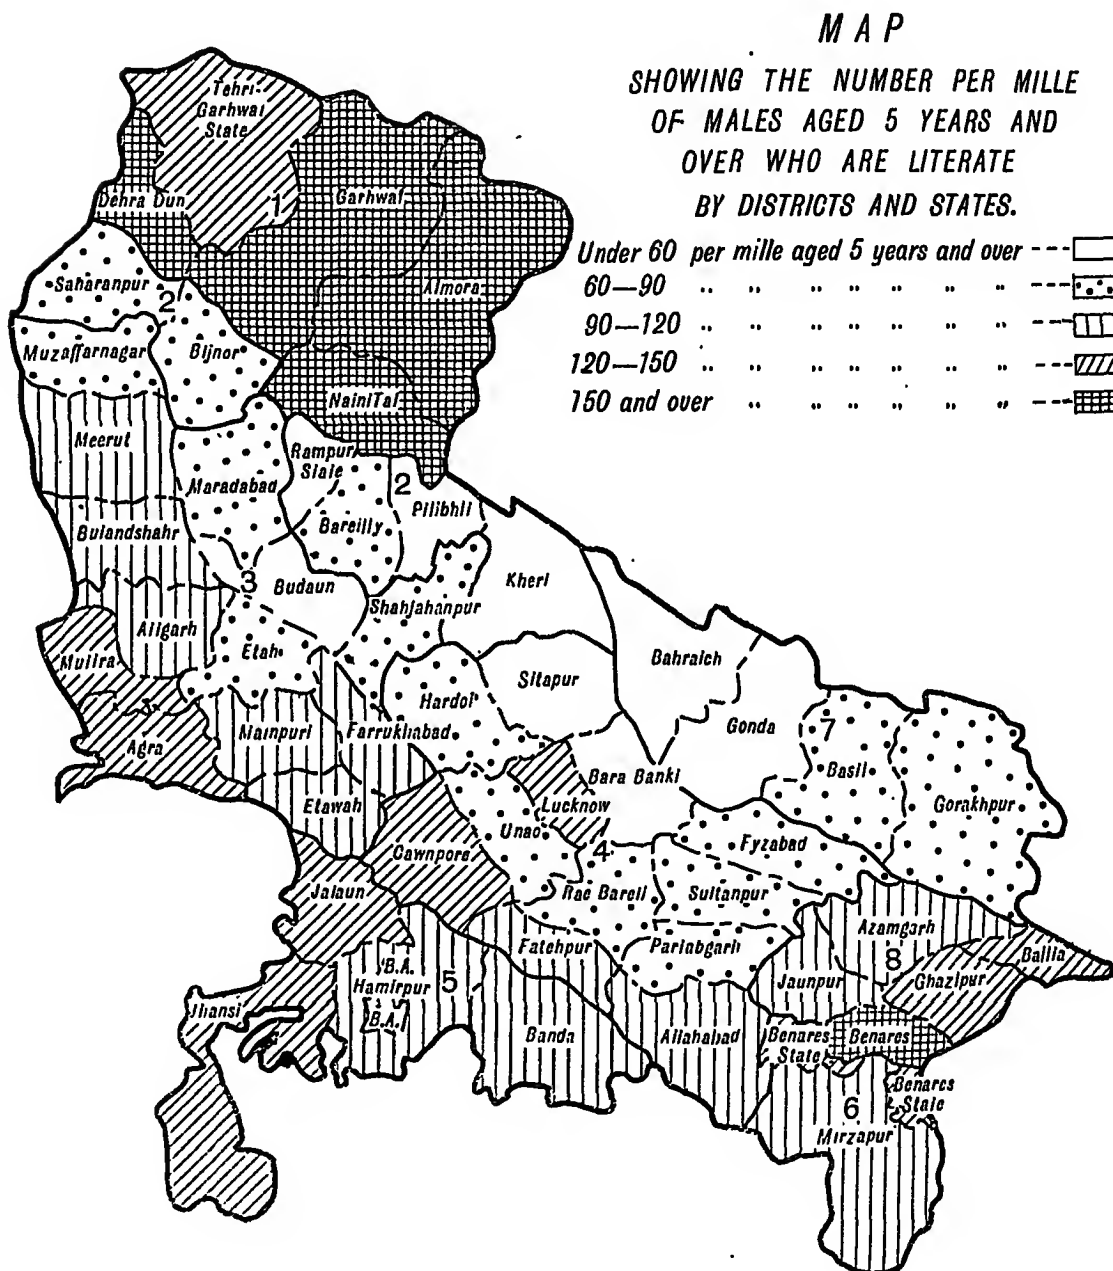 MAP
SHOWING THE NUMBER PER MILLE
OF MALES AGED 5 YEARS AND
OVER WHO ARE LITERATE
BY DISTRICTS AND STATES.
Under 60 per mille aged 5 years and over
60—90 " " " " " " "
90—120 " " " " " " "
120—150 " " " " " " "
150 and over " " " " " "
Tehri-
Garhwal
State
Dehra Dun
1
Garhwal
Almora
Saharanpur
2
Muzaffarnagar
Bijnor
Naini Tal
Meerut
Rampur
State
Maradabad
2
Pilibhit
Bareilly
Bulandshahr
3
Budaun
Kheri
Shahjahanpur
Aligarh
Etah
Muttra
Bahraich
Sitapur
Hardoi
Gonda
7
Mainpuri
Farrukhabad
Agra
Basti
Bara Banki
Etawah
Lucknow
Gorakhpur
Unao
Fyzabad
4
Cawnpore
Jalaun
Rae Bareli
Sultanpur
Azamgarh
Fatehpur
Partabgarh
Ballia
B.A.
Hamirpur
5
8
Jaunpur
Ghazipur
Jhansi
B.A.
Banda
Allahabad
Benares
State
Benares
Benares
State
6
Mirzapur